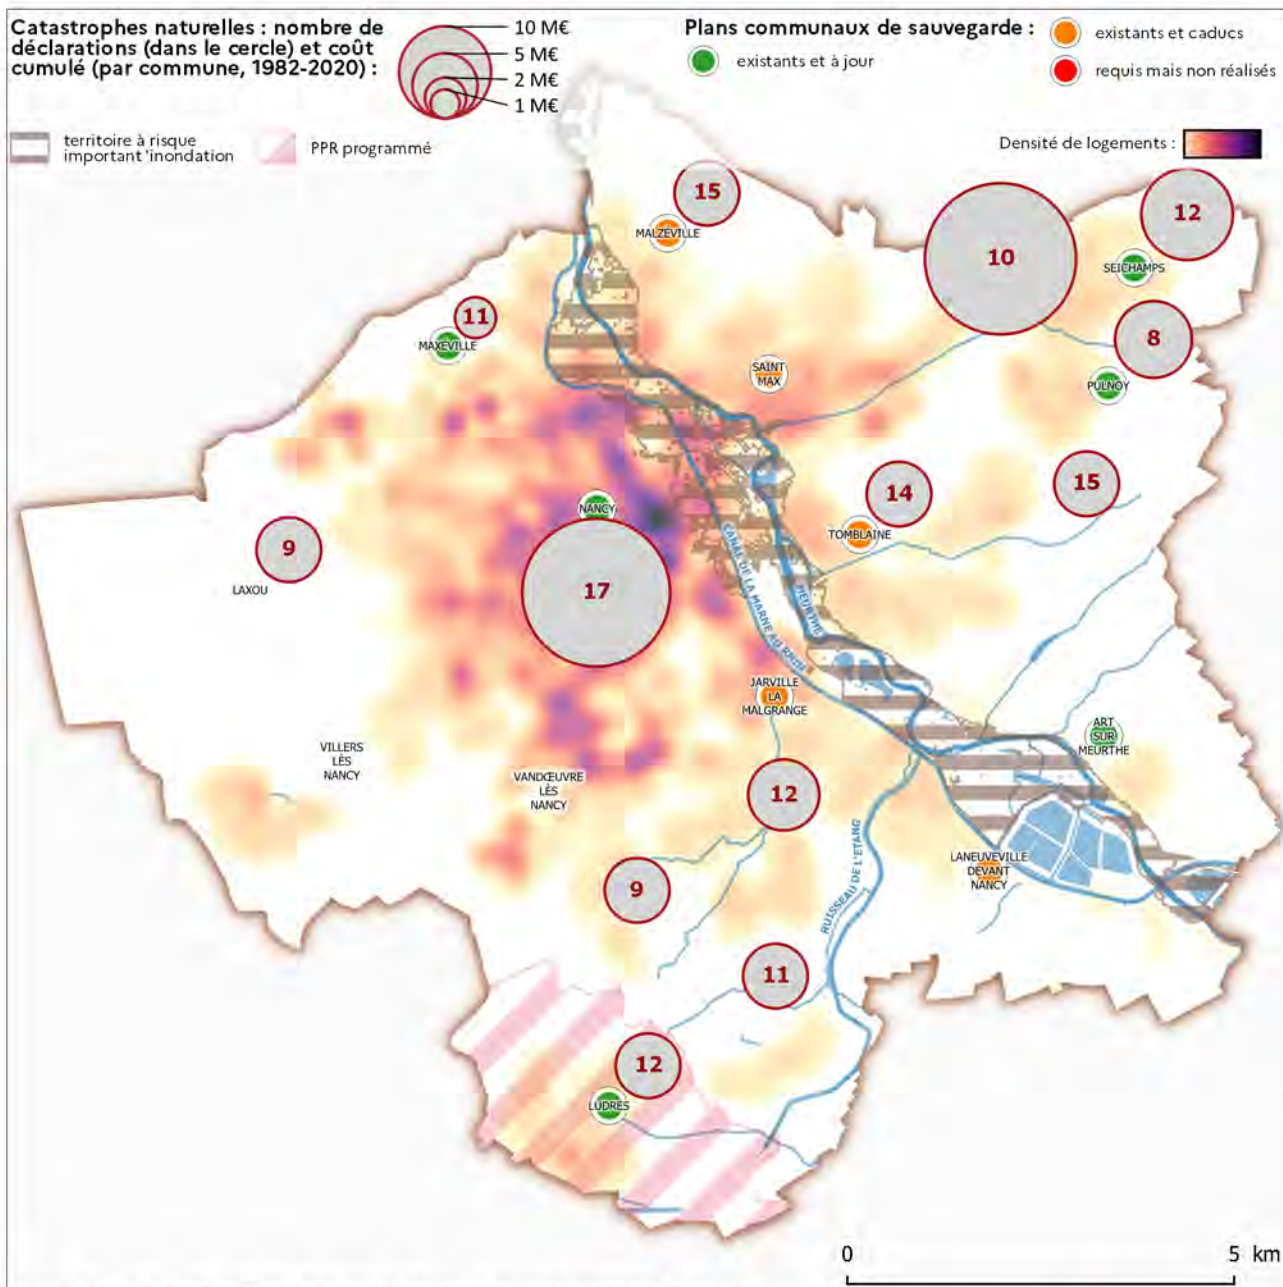 Catastrophes naturelles : nombre de
déclarations (dans le cercle) et coût
cumulé (par commune, 1982-2020) :
10 M€
5 M€
2 M€
1 M€
Plans communaux de sauvegarde :
existants et à jour
existants et caducs
requis mais non réalisés
territoire à risque
important 'inondation
PPR programmé
Densité de logements :
15
MALZÉVILLE
12
10
SEICHAMPS
11
MAXEVILLE
8
SAINT
MAX
PULNOY
14
15
NANCY
TOMBLAINE
9
LAXOU
17
CANAL DE LA MARNE AU RHIN
MEURTHE
JARVILLE
LA
MALGRANGE
ART
SUR
MEURTHE
VILLERS
LÈS
NANCY
VANDŒUVRE
LÈS
NANCY
12
RUISSEAU DE L'ETANG
LANEUVEVILLE
DEVANT
NANCY
9
11
12
LUDRES
0
5 km